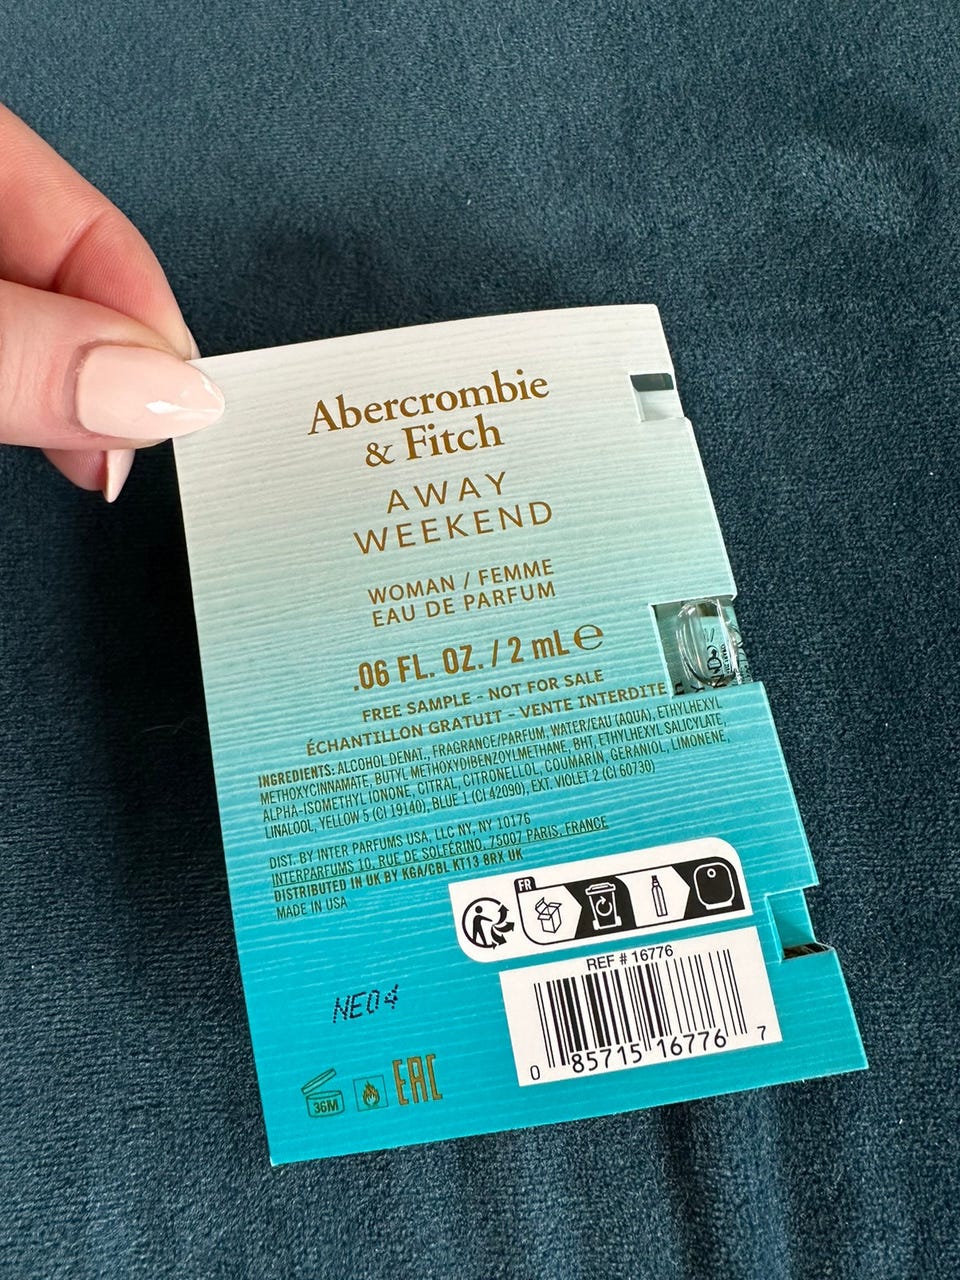 Abercrombie
& Fitch
AWAY
WEEKEND
WOMAN / FEMME
EAU DE PARFUM
.06 FL. OZ. / 2 mL ℮
FREE SAMPLE - NOT FOR SALE
ÉCHANTILLON GRATUIT - VENTE INTERDITE
INGREDIENTS: ALCOHOL DENAT., FRAGRANCE/PARFUM, WATER/EAU (AQUA), ETHYLHEXYL
METHOXYCINNAMATE, BUTYL METHOXYDIBENZOYLMETHANE, BHT, ETHYLHEXYL SALICYLATE,
ALPHA-ISOMETHYL IONONE, CITRAL, CITRONELLOL, COUMARIN, GERANIOL, LIMONENE,
LINALOOL, YELLOW 5 (CI 19140), BLUE 1 (CI 42090), EXT. VIOLET 2 (CI 60730)
DIST. BY INTER PARFUMS USA, LLC NY, NY 10176
INTERPARFUMS 10, RUE DE SOLFÉRINO, 75007 PARIS, FRANCE
DISTRIBUTED IN UK BY KGA/CBL KT13 8RX UK
MADE IN USA
FR
REF # 16776
0 85715 16776 7
36M
EAC